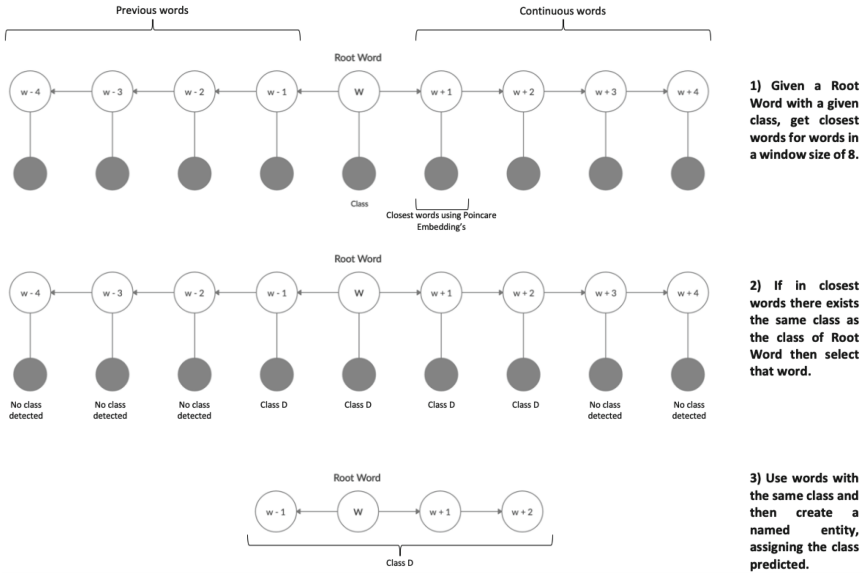 Previous words
Continuous words
Root Word
w - 4
w - 3
w - 2
w - 1
W
w + 1
w + 2
w + 3
w + 4
Class
Closest words using Poincare
Embedding's
1) Given a Root
Word with a given
class, get closest
words for words in
a window size of 8.
Root Word
w - 4
w - 3
w - 2
w - 1
W
w + 1
w + 2
w + 3
w + 4
No class
detected
No class
detected
No class
detected
Class D
Class D
Class D
Class D
No class
detected
No class
detected
2) If in closest
words there exists
the same class as
the class of Root
Word then select
that word.
Root Word
w - 1
W
w + 1
w + 2
Class D
3) Use words with
the same class and
then create a
named entity,
assigning the class
predicted.